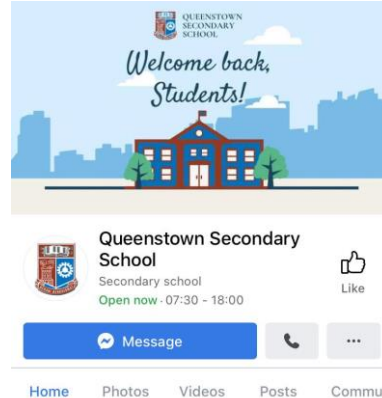 QUEENSTOWN
SECONDARY
SCHOOL
Welcome back,
Students!
Queenstown Secondary
School
Secondary school
Open now · 07:30 - 18:00
Like
Message
Home Photos Videos Posts Commu